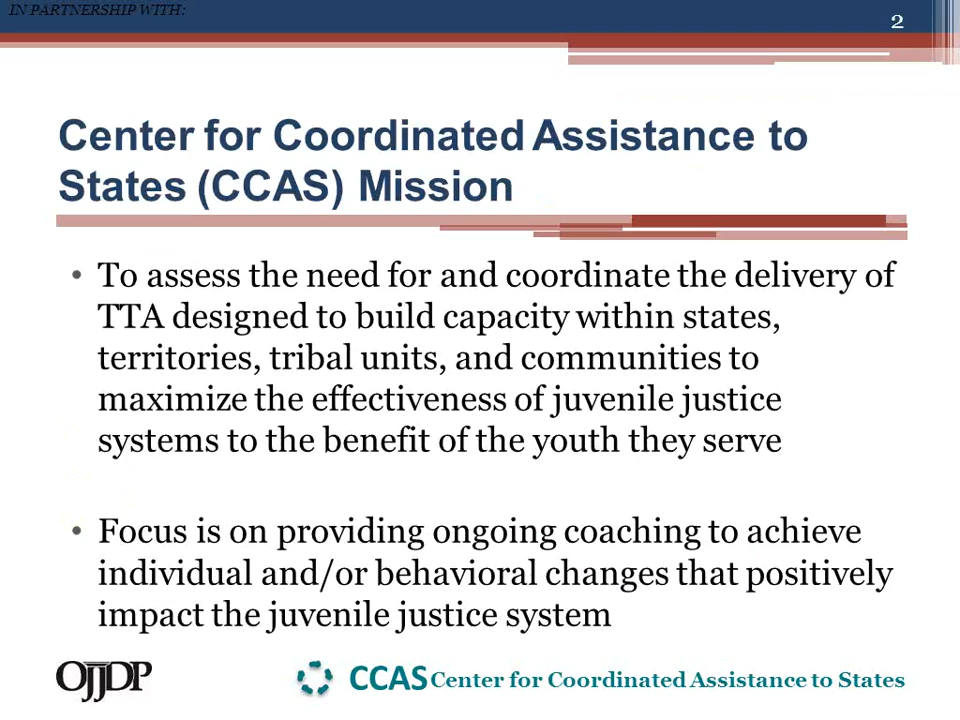 IN PARTNERSHIP WITH:
2
Center for Coordinated Assistance to
States (CCAS) Mission
• To assess the need for and coordinate the delivery of
TTA designed to build capacity within states,
territories, tribal units, and communities to
maximize the effectiveness of juvenile justice
systems to the benefit of the youth they serve
• Focus is on providing ongoing coaching to achieve
individual and/or behavioral changes that positively
impact the juvenile justice system
OJJDP
CCAS Center for Coordinated Assistance to States